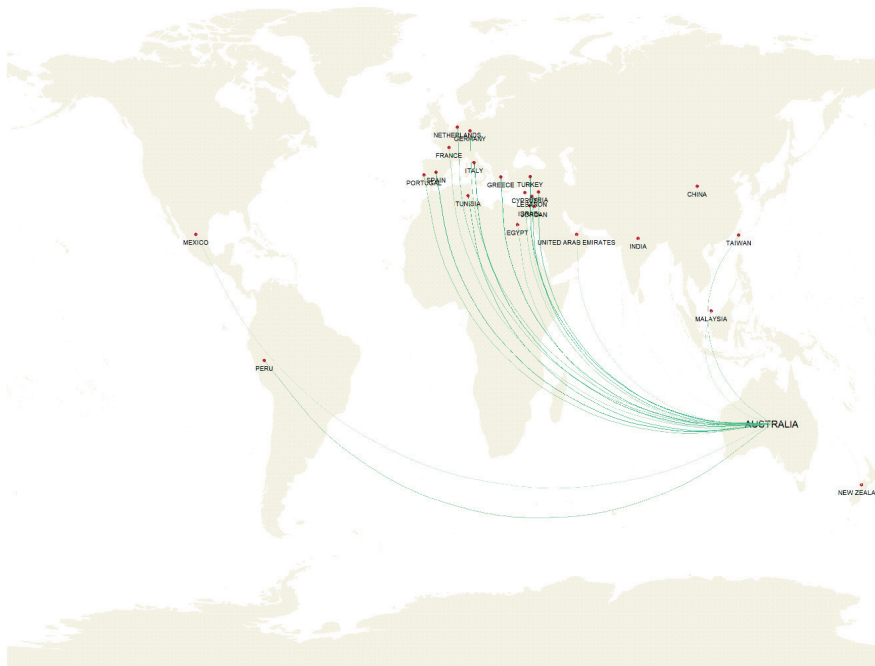 NETHERLANDS
GERMANY
FRANCE
ITALY
SPAIN
PORTUGAL
GREECE
TURKEY
CHINA
TUNISIA
CYPRUS
SYRIA
LEBANON
ISRAEL
JORDAN
EGYPT
MEXICO
UNITED ARAB EMIRATES
INDIA
TAIWAN
MALAYSIA
PERU
AUSTRALIA
NEW ZEALA